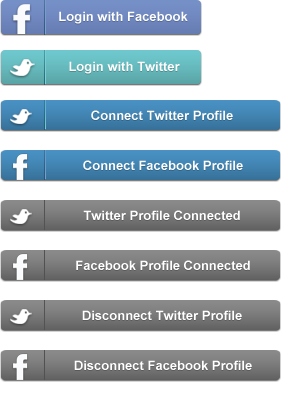 Login with Facebook
Login with Twitter
Connect Twitter Profile
Connect Facebook Profile
Twitter Profile Connected
Facebook Profile Connected
Disconnect Twitter Profile
Disconnect Facebook Profile